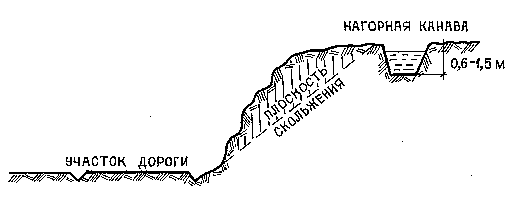 НАГОРНАЯ КАНАВА
0,6-1,5 м
ПЛОСКОСТЬ
СКОЛЬЖЕНИЯ
УЧАСТОК ДОРОГИ